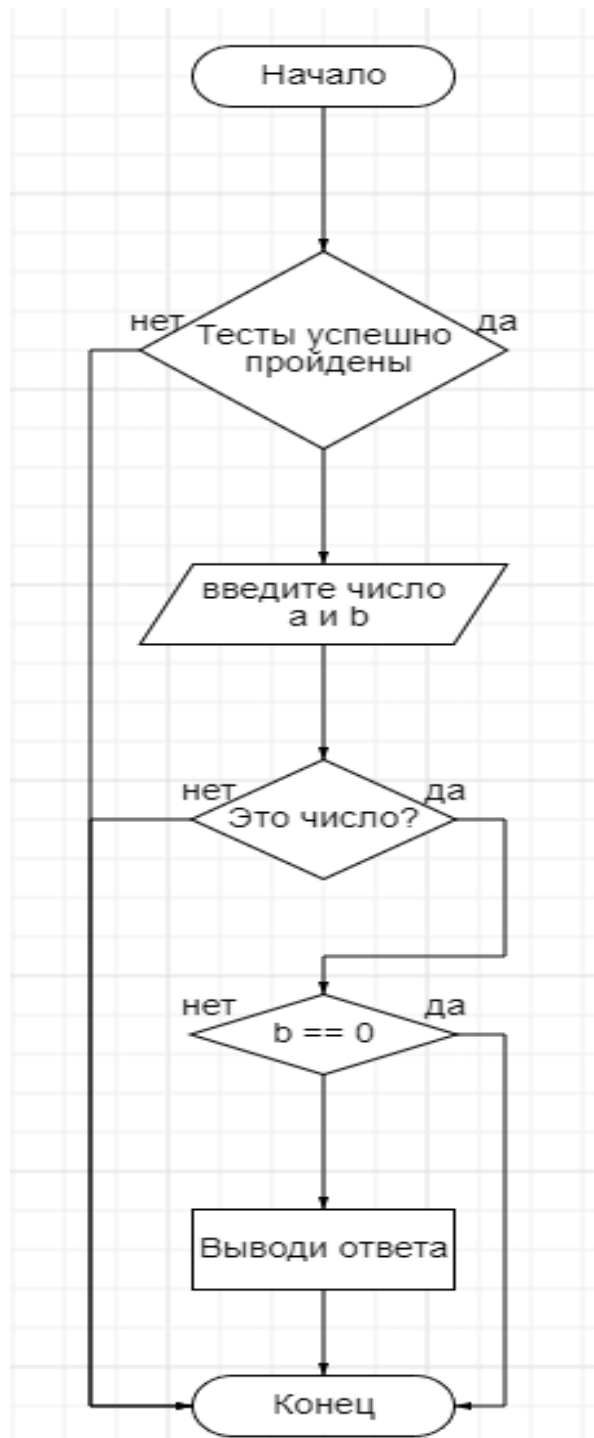 Начало
нет
да
Тесты успешно
пройдены
введите число
a и b
нет
да
Это число?
нет
да
b == 0
Выводи ответа
Конец